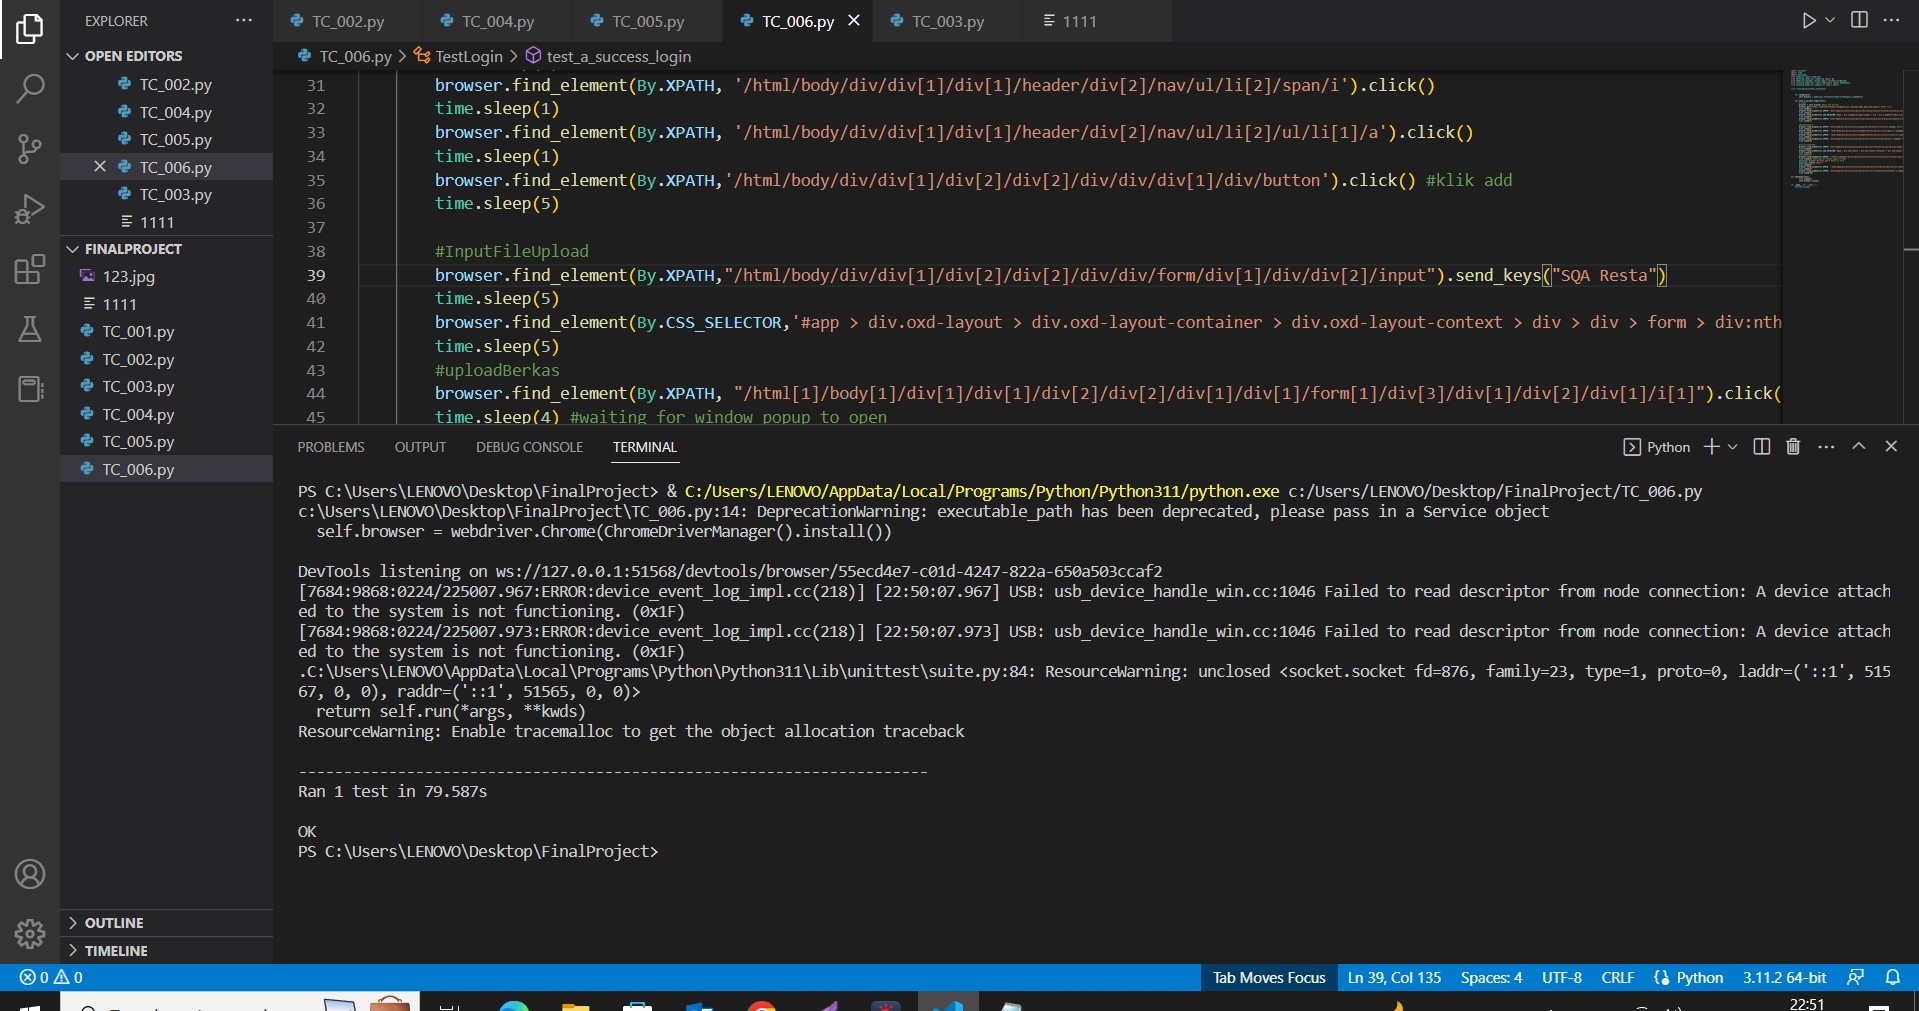 EXPLORER
OPEN EDITORS
TC_002.py
TC_004.py
TC_005.py
TC_006.py
TC_003.py
1111
FINALPROJECT
123.jpg
1111
TC_001.py
TC_002.py
TC_003.py
TC_004.py
TC_005.py
TC_006.py
OUTLINE
TIMELINE
TC_002.py TC_004.py TC_005.py TC_006.py TC_003.py 1111
TC_006.py > TestLogin > test_a_success_login
31 browser.find_element(By.XPATH, '/html/body/div/div[1]/div[1]/header/div[2]/nav/ul/li[2]/span/i').click()
32 time.sleep(1)
33 browser.find_element(By.XPATH, '/html/body/div/div[1]/div[1]/header/div[2]/nav/ul/li[2]/ul/li[1]/a').click()
34 time.sleep(1)
35 browser.find_element(By.XPATH,'/html/body/div/div[1]/div[2]/div[2]/div/div/div[1]/div/button').click() #klik add
36 time.sleep(5)
37
38 #InputFileUpload
39 browser.find_element(By.XPATH,"/html/body/div/div[1]/div[2]/div[2]/div/div/form/div[1]/div/div[2]/input").send_keys("SQA Resta")
40 time.sleep(5)
41 browser.find_element(By.CSS_SELECTOR,'#app > div.oxd-layout > div.oxd-layout-container > div.oxd-layout-context > div > div > form > div:nth
42 time.sleep(5)
43 #uploadBerkas
44 browser.find_element(By.XPATH, "/html[1]/body[1]/div[1]/div[1]/div[2]/div[2]/div[1]/div[1]/form[1]/div[3]/div[1]/div[2]/div[1]/i[1]").click(
45 time.sleep(4) #waiting for window popup to open
PROBLEMS OUTPUT DEBUG CONSOLE TERMINAL Python
PS C:\Users\LENOVO\Desktop\FinalProject> & C:/Users/LENOVO/AppData/Local/Programs/Python/Python311/python.exe c:/Users/LENOVO/Desktop/FinalProject/TC_006.py
c:\Users\LENOVO\Desktop\FinalProject\TC_006.py:14: DeprecationWarning: executable_path has been deprecated, please pass in a Service object
self.browser = webdriver.Chrome(ChromeDriverManager().install())
DevTools listening on ws://127.0.0.1:51568/devtools/browser/55ecd4e7-c01d-4247-822a-650a503ccaf2
[7684:9868:0224/225007.967:ERROR:device_event_log_impl.cc(218)] [22:50:07.967] USB: usb_device_handle_win.cc:1046 Failed to read descriptor from node connection: A device attach
ed to the system is not functioning. (0x1F)
[7684:9868:0224/225007.973:ERROR:device_event_log_impl.cc(218)] [22:50:07.973] USB: usb_device_handle_win.cc:1046 Failed to read descriptor from node connection: A device attach
ed to the system is not functioning. (0x1F)
.C:\Users\LENOVO\AppData\Local\Programs\Python\Python311\Lib\unittest\suite.py:84: ResourceWarning: unclosed <socket.socket fd=876, family=23, type=1, proto=0, laddr=('::1', 515
67, 0, 0), raddr=('::1', 51565, 0, 0)>
return self.run(*args, **kwds)
ResourceWarning: Enable tracemalloc to get the object allocation traceback
----------------------------------------------------------------------
Ran 1 test in 79.587s
OK
PS C:\Users\LENOVO\Desktop\FinalProject>
0 0 Tab Moves Focus Ln 39, Col 135 Spaces: 4 UTF-8 CRLF Python 3.11.2 64-bit
22:51